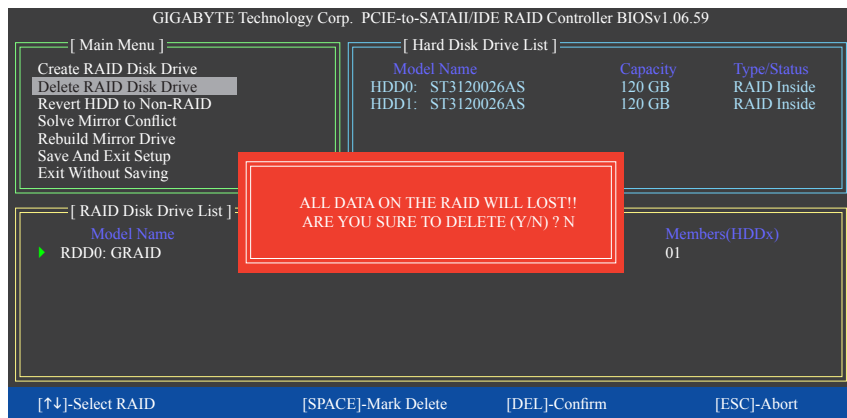 GIGABYTE Technology Corp. PCIE-to-SATAII/IDE RAID Controller BIOSv1.06.59
[ Main Menu ]
Create RAID Disk Drive
Delete RAID Disk Drive
Revert HDD to Non-RAID
Solve Mirror Conflict
Rebuild Mirror Drive
Save And Exit Setup
Exit Without Saving
[ Hard Disk Drive List ]
Model Name Capacity Type/Status
HDD0: ST3120026AS 120 GB RAID Inside
HDD1: ST3120026AS 120 GB RAID Inside
ALL DATA ON THE RAID WILL LOST!!
ARE YOU SURE TO DELETE (Y/N) ? N
[ RAID Disk Drive List ]
Model Name Members(HDDx)
RDD0: GRAID 01
[↑↓]-Select RAID [SPACE]-Mark Delete [DEL]-Confirm [ESC]-Abort